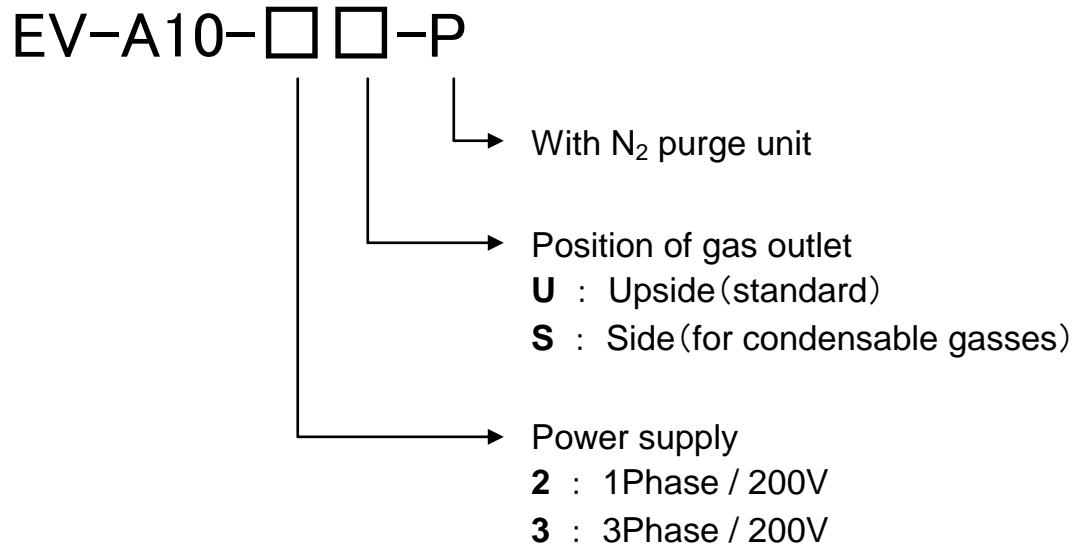 EV-A10-□ □-P
With N₂ purge unit
Position of gas outlet
U : Upside(standard)
S : Side(for condensable gasses)
Power supply
2 : 1Phase / 200V
3 : 3Phase / 200V